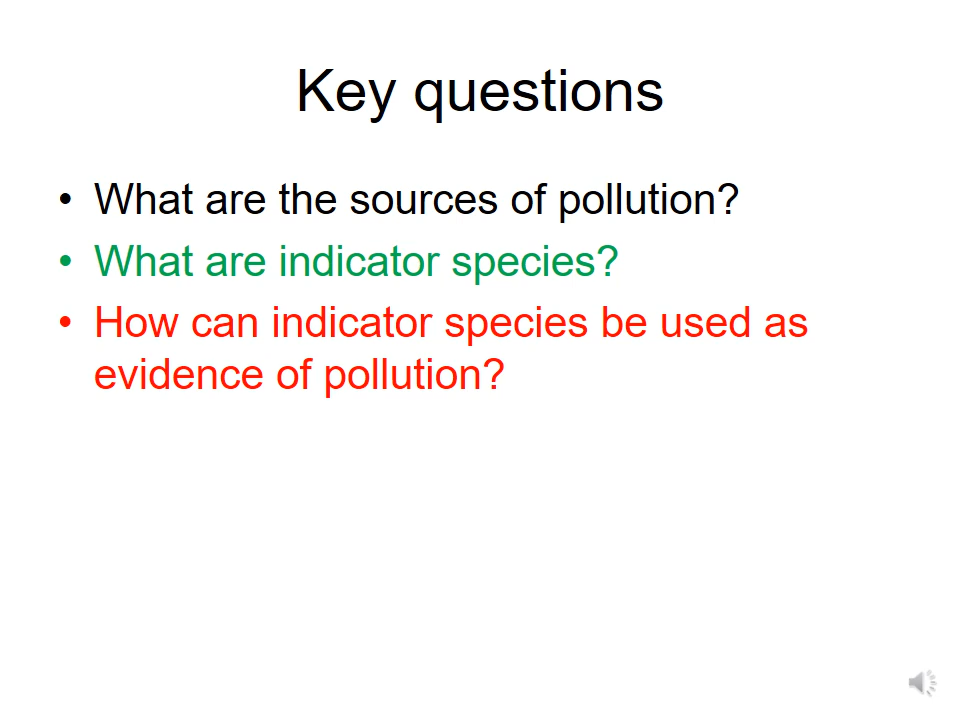 Key questions
• What are the sources of pollution?
• What are indicator species?
• How can indicator species be used as
evidence of pollution?